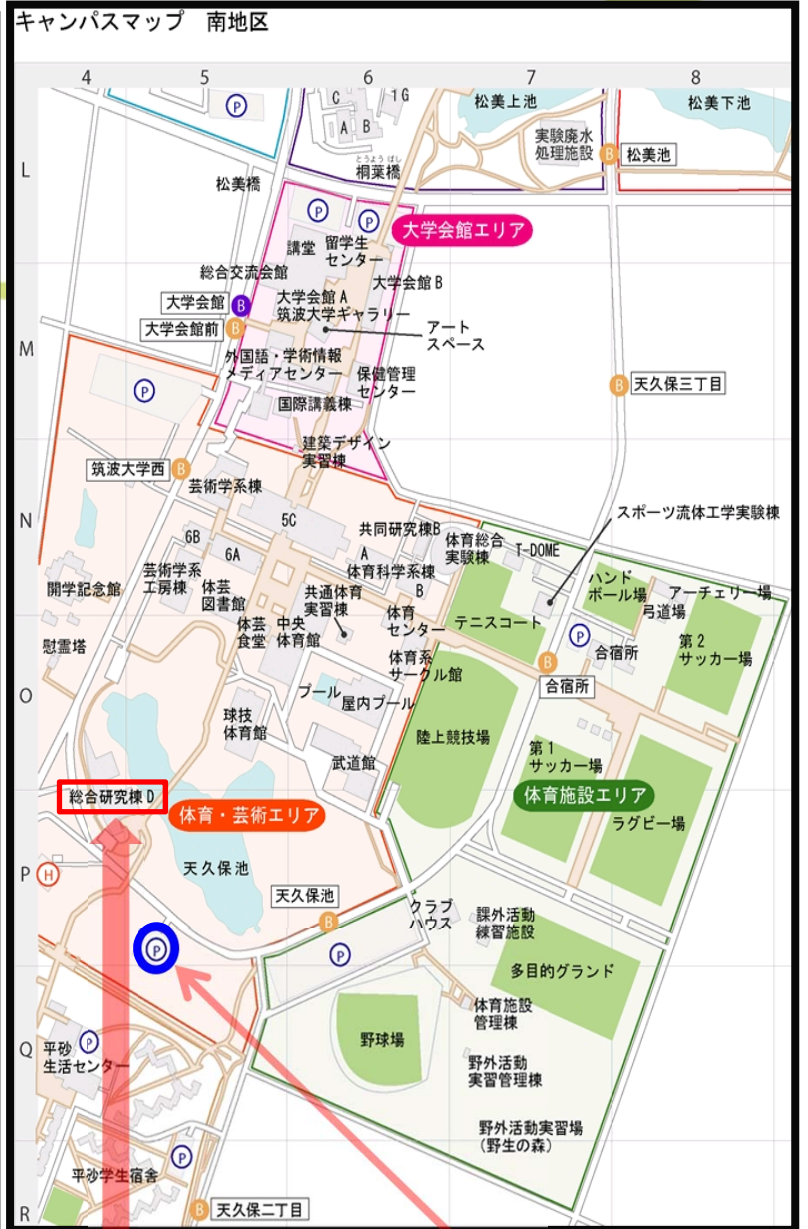 キャンパスマップ 南地区
4
5
6
7
8
L
M
N
O
P
Q
R
P
C
1G
A
B
とうようばし
桐葉橋
松美上池
松美下池
実験廃水
処理施設
B
松美池
松美橋
P
P
大学会館エリア
講堂
留学生
センター
総合交流会館
大学会館B
大学会館
B
大学会館A
筑波大学ギャラリー
大学会館前
B
アート
スペース
外国語・学術情報
メディアセンター
保健管理
センター
P
国際講義棟
B
天久保三丁目
建築デザイン
実習棟
筑波大学西
B
芸術学系棟
5C
スポーツ流体工学実験棟
6B
6A
共同研究棟B
体育総合
実験棟
T-DOME
A
体育科学系棟
B
開学記念館
芸術学系
工房棟
体芸
図書館
共通体育
実習棟
ハンド
ボール場
アーチェリー場
弓道場
体芸
食堂
中央
体育館
体育
センター
テニスコート
P
合宿所
第2
サッカー場
慰霊塔
体育系
サークル館
B
合宿所
プール
屋内プール
球技
体育館
陸上競技場
武道館
第1
サッカー場
総合研究棟D
体育・芸術エリア
体育施設エリア
ラグビー場
H
天久保池
天久保池
B
クラブ
ハウス
課外活動
練習施設
P
P
多目的グランド
体育施設
管理棟
野球場
平砂
生活センター
P
野外活動
実習管理棟
野外活動実習場
(野生の森)
P
平砂学生宿舎
B
天久保二丁目